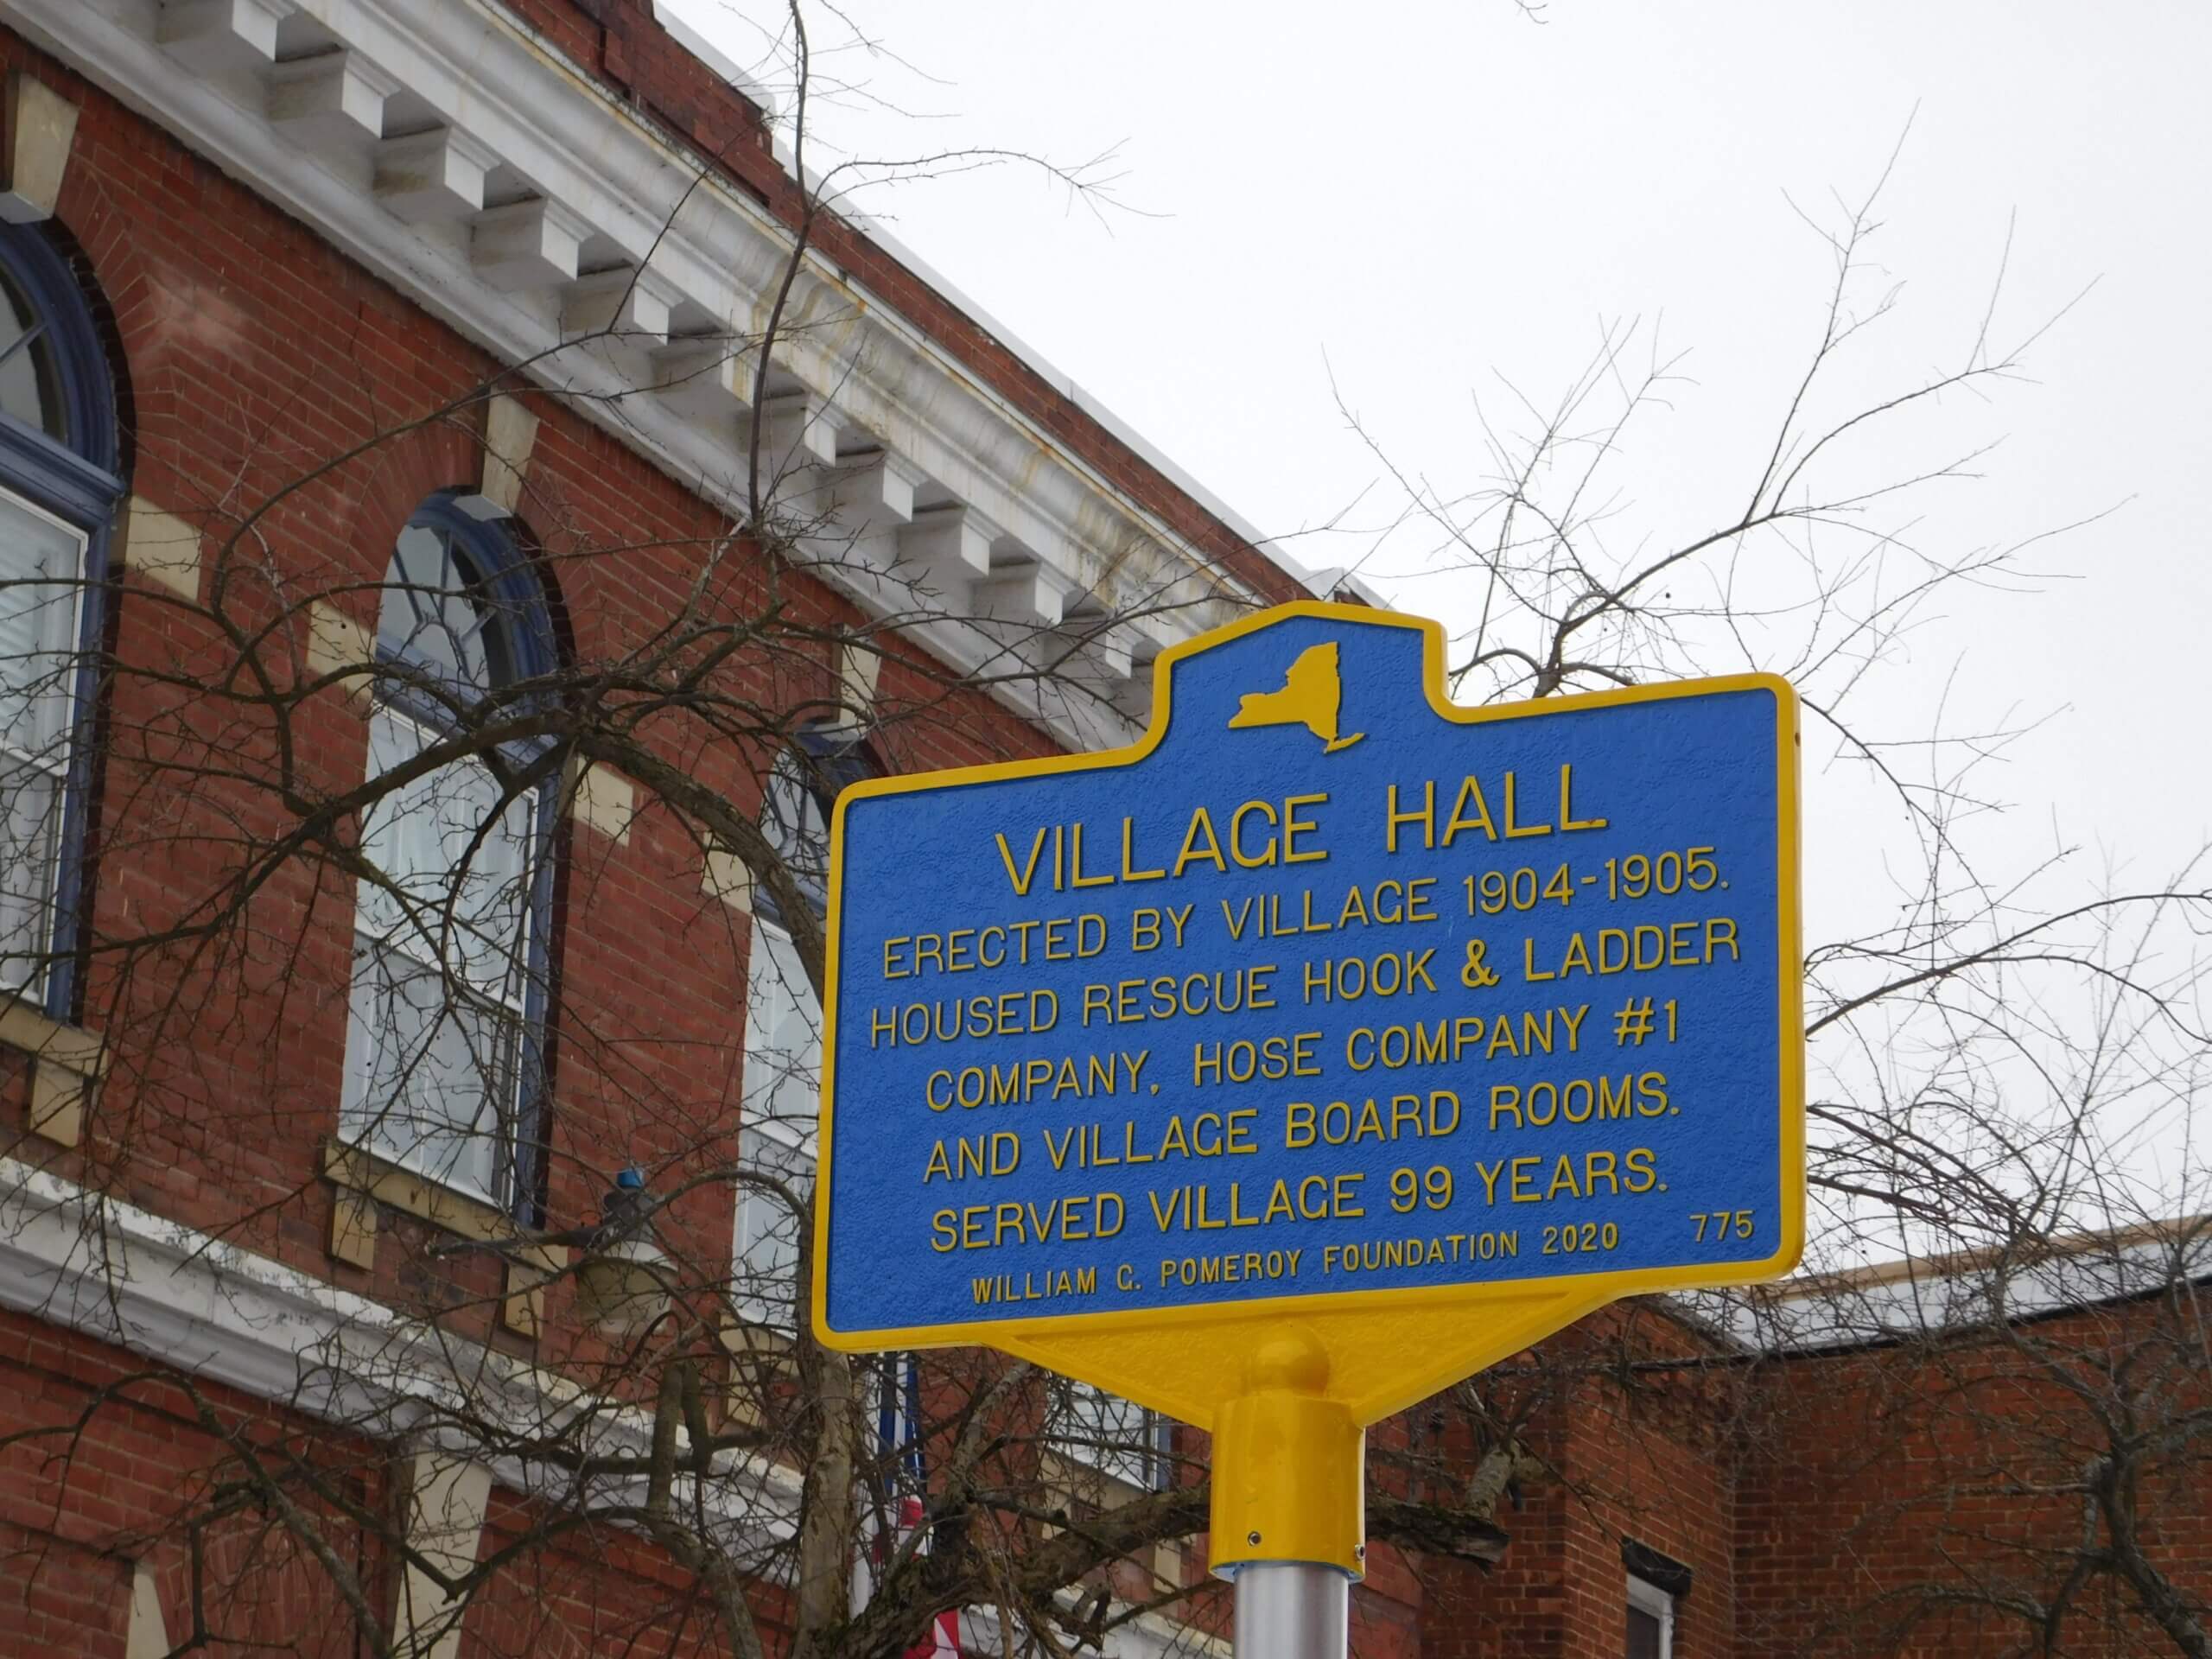 VILLAGE HALL
ERECTED BY VILLAGE 1904-1905.
HOUSED RESCUE HOOK & LADDER
COMPANY, HOSE COMPANY #1
AND VILLAGE BOARD ROOMS.
SERVED VILLAGE 99 YEARS.
WILLIAM G. POMEROY FOUNDATION 2020 775